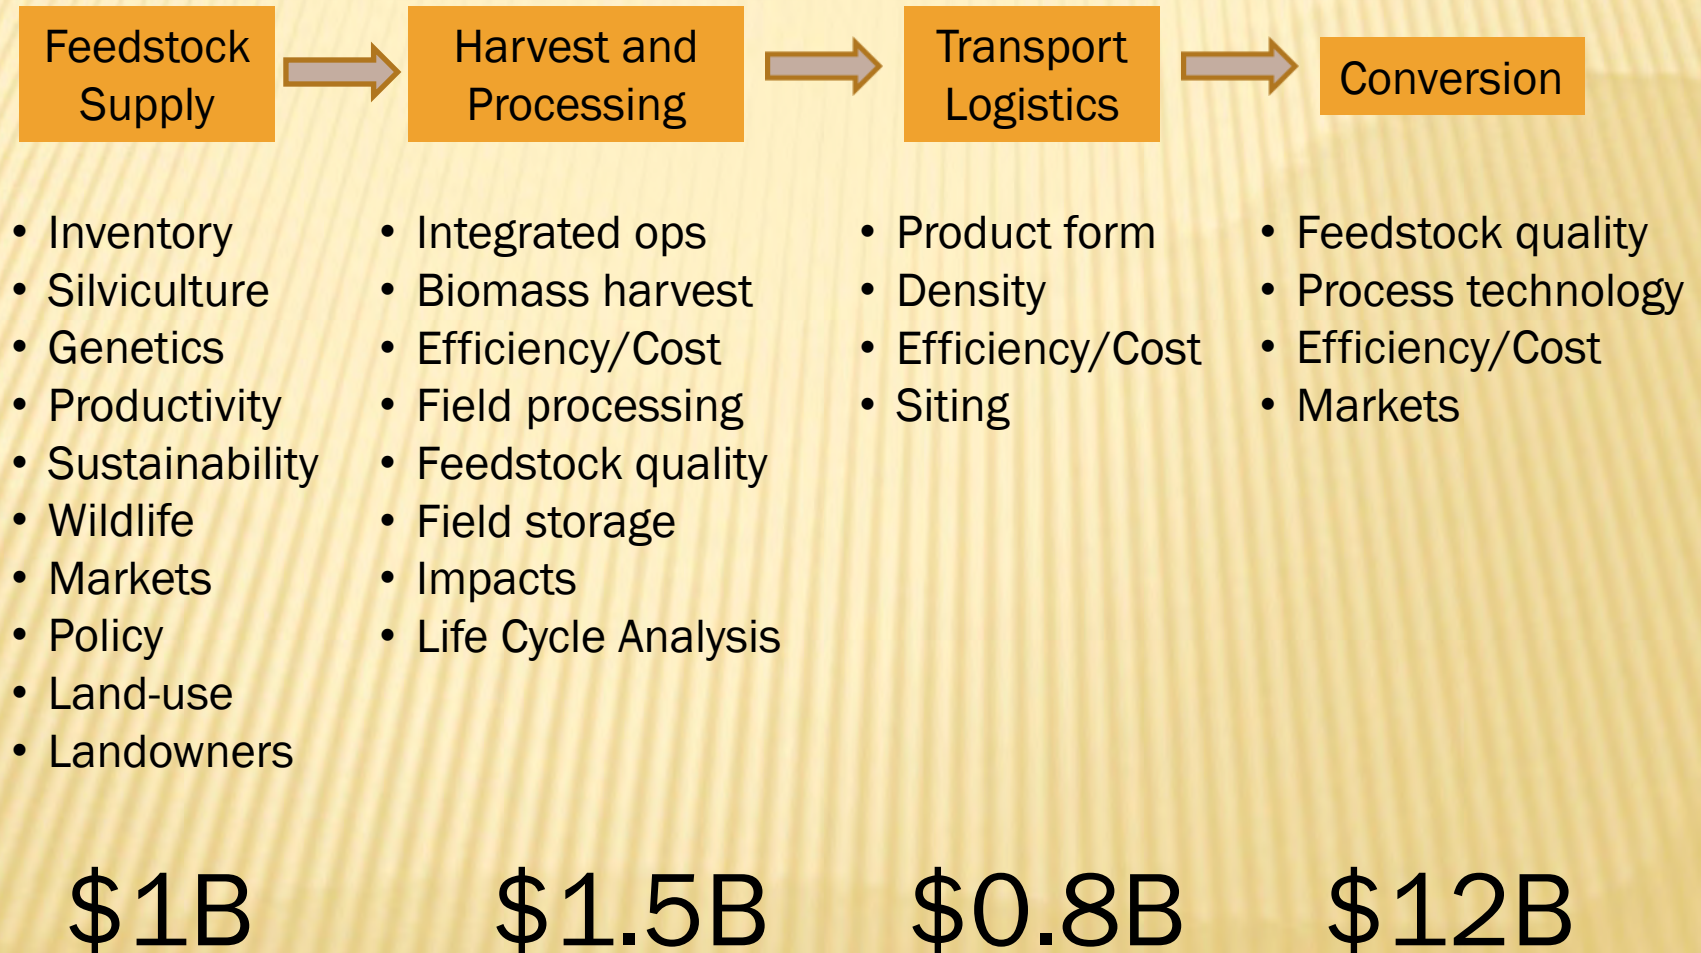 Feedstock
Supply
Harvest and
Processing
Transport
Logistics
Conversion
• Inventory
• Silviculture
• Genetics
• Productivity
• Sustainability
• Wildlife
• Markets
• Policy
• Land-use
• Landowners
• Integrated ops
• Biomass harvest
• Efficiency/Cost
• Field processing
• Feedstock quality
• Field storage
• Impacts
• Life Cycle Analysis
• Product form
• Density
• Efficiency/Cost
• Siting
• Feedstock quality
• Process technology
• Efficiency/Cost
• Markets
$1B
$1.5B
$0.8B
$12B